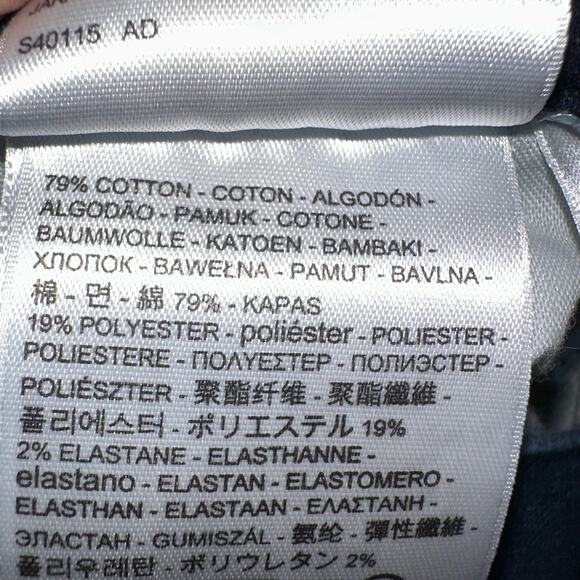 S40115 AD
79% COTTON - COTON - ALGODÓN -
ALGODÃO - PAMUK - COTONE -
BAUMWOLLE - KATOEN - BAMBAKI -
ХЛОПОК - BAWEŁNA - PAMUT - BAVLNA -
棉 - 면 - 綿 79% - KAPAS
19% POLYESTER - poliéster - POLIESTER -
POLIESTERE - ΠΟΛΥΕΣΤΕΡ - ПОЛИЭСТЕР -
POLIÉSZTER - 聚酯纤维 - 聚酯纖維 -
폴리에스터 - ポリエステル 19%
2% ELASTANE - ELASTHANNE -
elastano - ELASTAN - ELASTOMERO -
ELASTHAN - ELASTAAN - ΕΛΑΣΤΑΝΗ -
ЭЛАСТАН - GUMISZÁL - 氨纶 - 彈性纖維 -
폴리우레탄 - ポリウレタン 2%